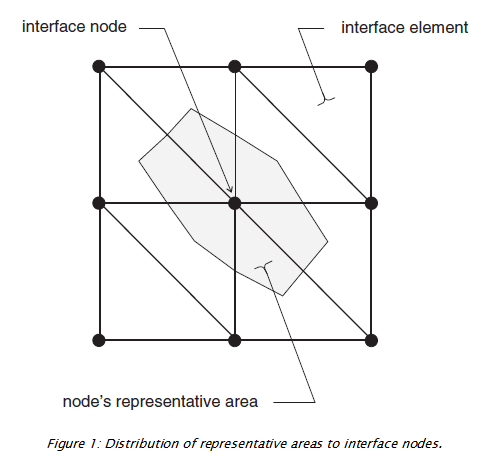 interface node
interface element
node's representative area
Figure 1: Distribution of representative areas to interface nodes.